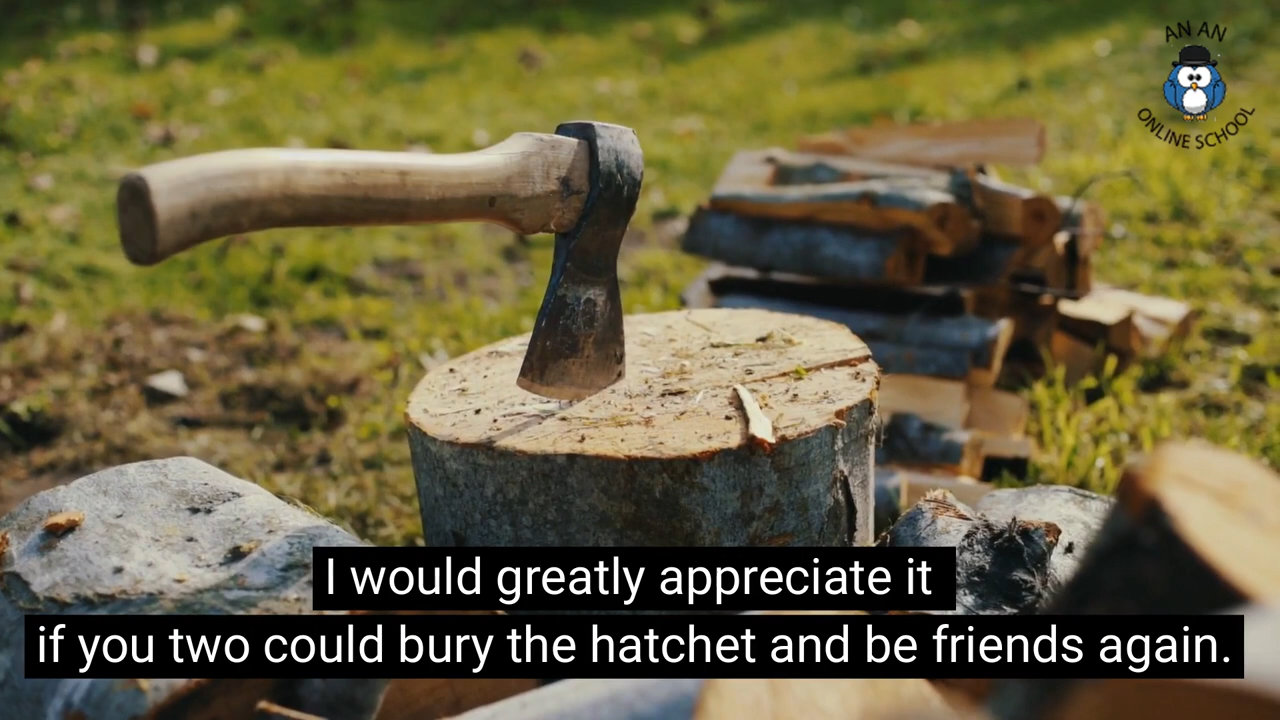 AN AN
ONLINE SCHOOL
I would greatly appreciate it
if you two could bury the hatchet and be friends again.